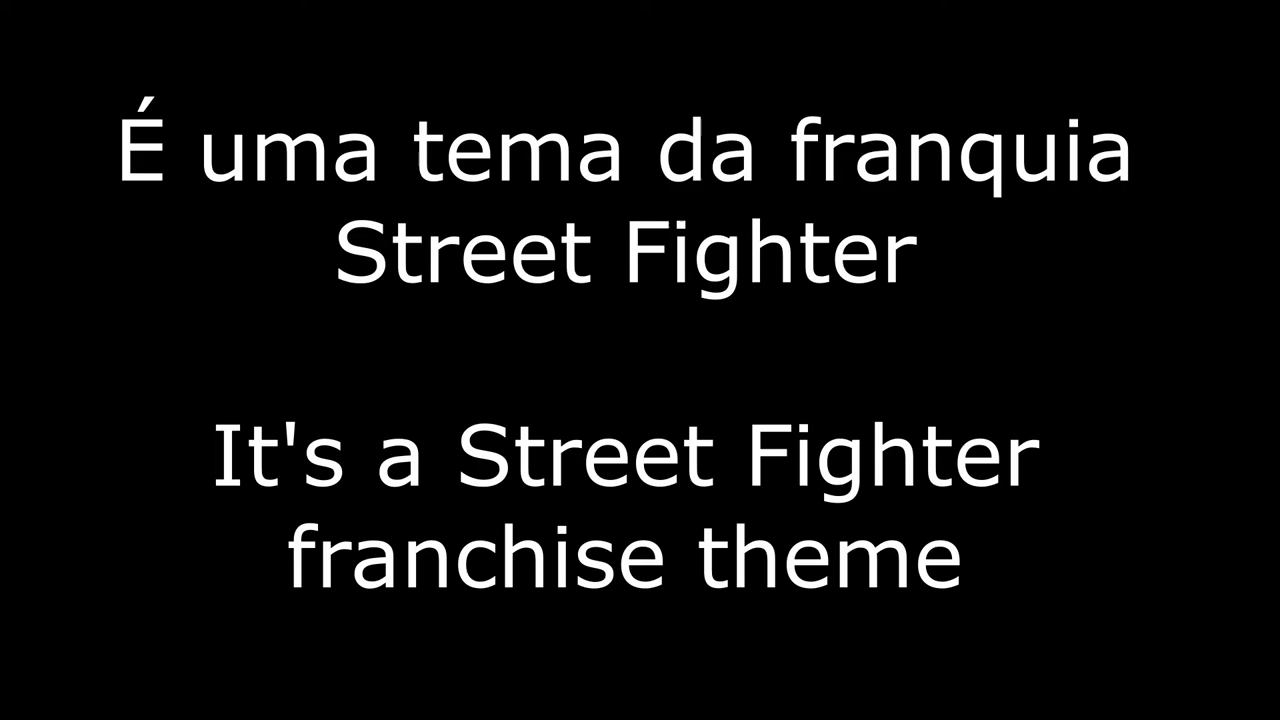 É uma tema da franquia
Street Fighter
It's a Street Fighter
franchise theme